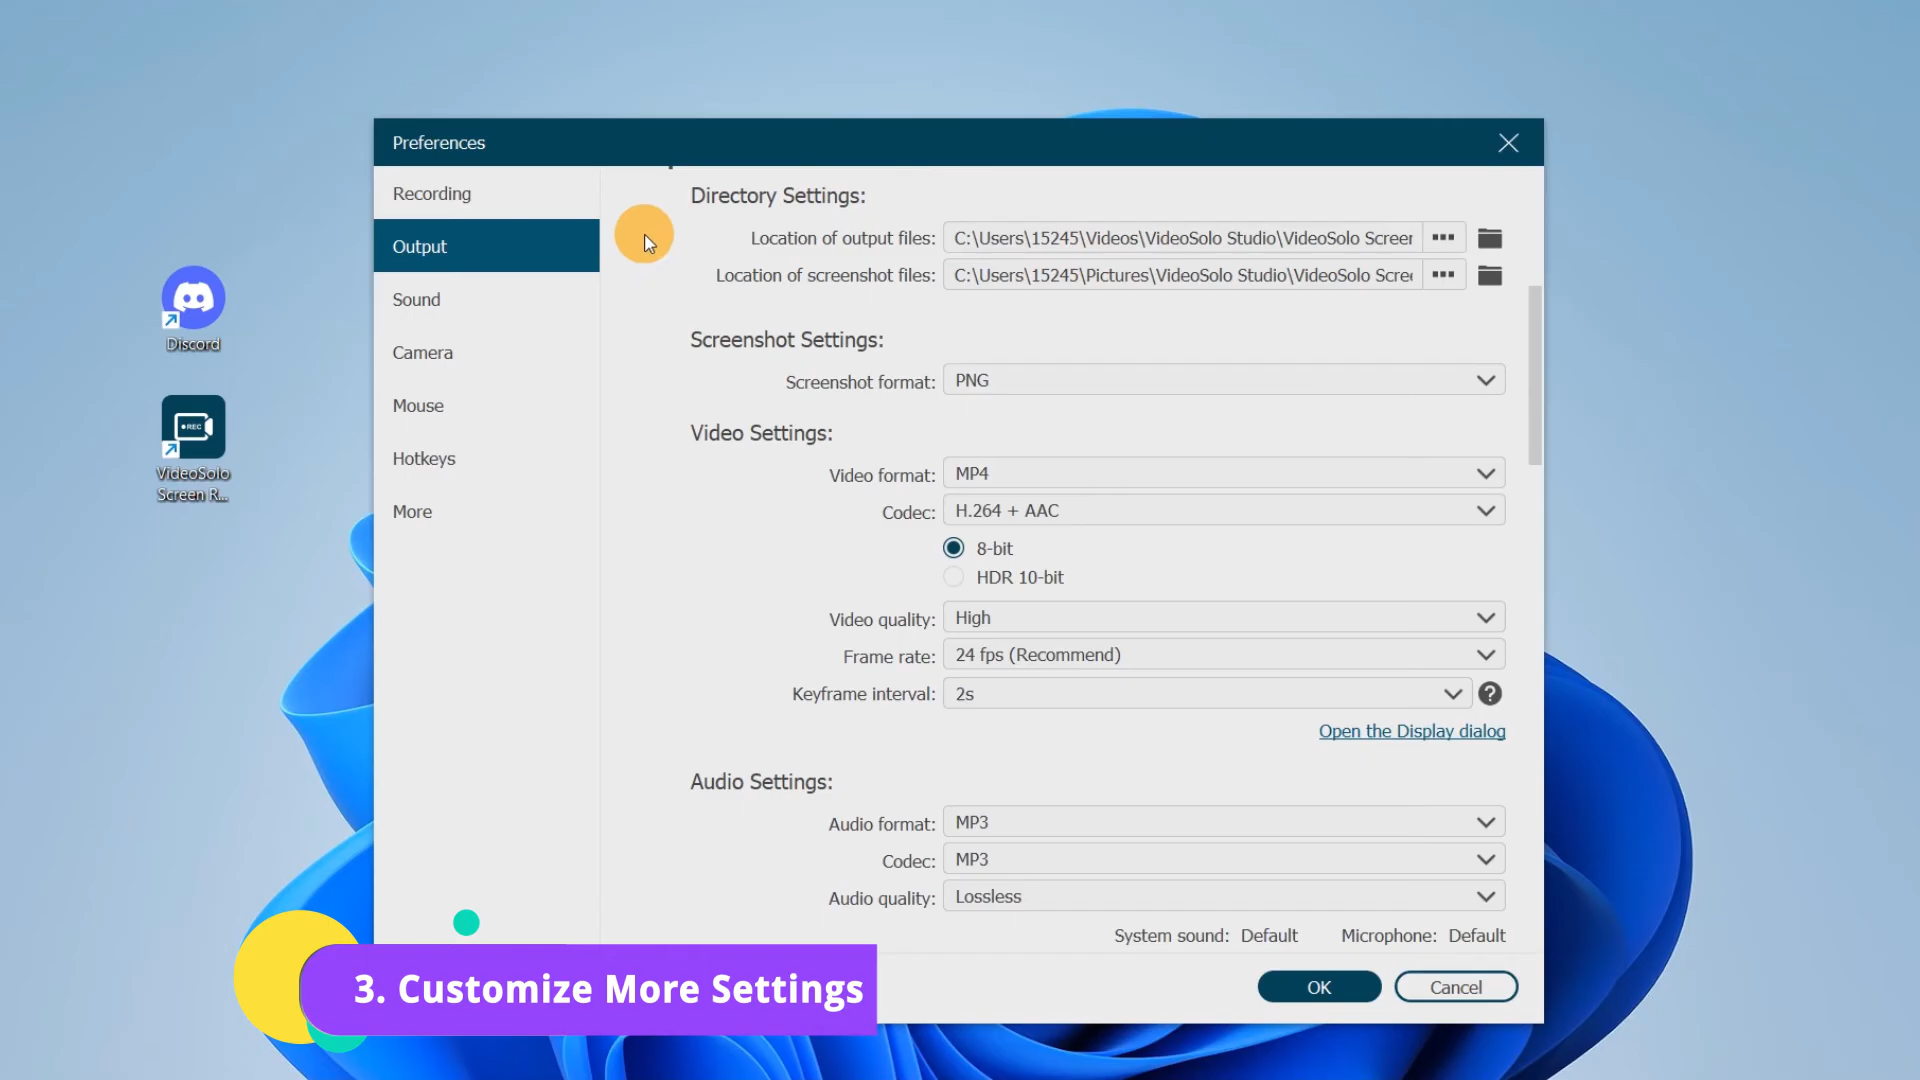 Preferences
Recording
Output
Sound
Camera
Mouse
Hotkeys
More
Directory Settings:
Location of output files: C:\Users\15245\Videos\VideoSolo Studio\VideoSolo Screer
Location of screenshot files: C:\Users\15245\Pictures\VideoSolo Studio\VideoSolo Scree
Screenshot Settings:
Screenshot format: PNG
Video Settings:
Video format: MP4
Codec: H.264 + AAC
8-bit
HDR 10-bit
Video quality: High
Frame rate: 24 fps (Recommend)
Keyframe interval: 2s
?
Open the Display dialog
Audio Settings:
Audio format: MP3
Codec: MP3
Audio quality: Lossless
System sound: Default Microphone: Default
OK Cancel
Discord
REC
VideoSolo
Screen R...
3. Customize More Settings